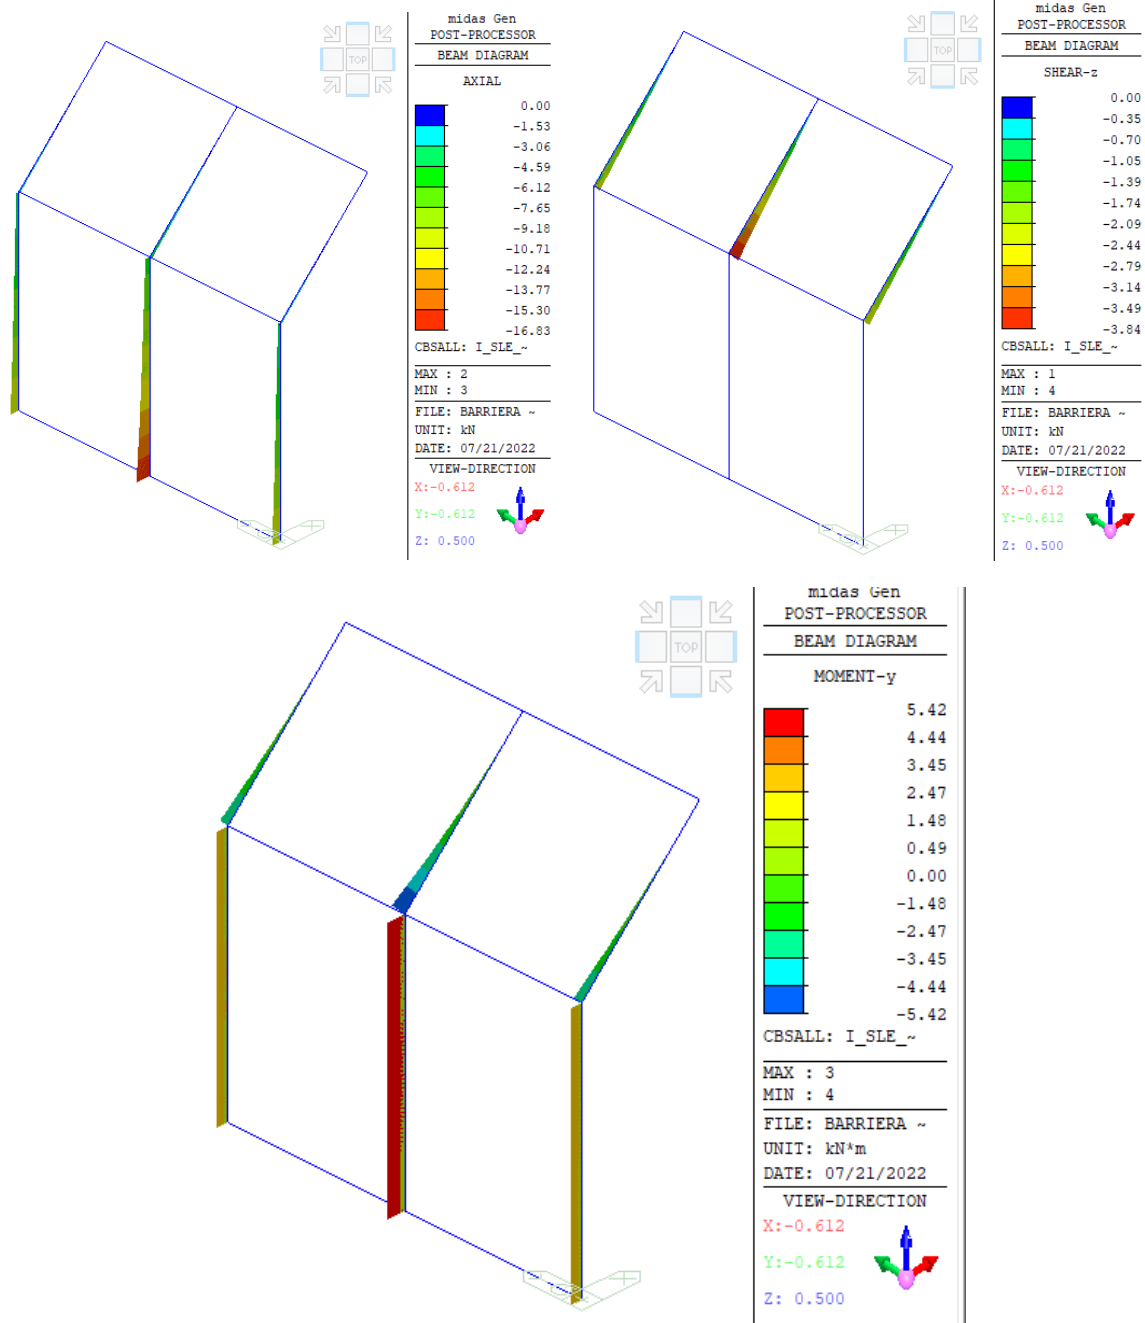 midas Gen
POST-PROCESSOR
BEAM DIAGRAM
AXIAL
0.00
-1.53
-3.06
-4.59
-6.12
-7.65
-9.18
-10.71
-12.24
-13.77
-15.30
-16.83
CBSALL: I_SLE_~
MAX : 2
MIN : 3
FILE: BARRIERA ~
UNIT: kN
DATE: 07/21/2022
VIEW-DIRECTION
X:-0.612
Y:-0.612
Z: 0.500
TOP
midas Gen
POST-PROCESSOR
BEAM DIAGRAM
SHEAR-z
0.00
-0.35
-0.70
-1.05
-1.39
-1.74
-2.09
-2.44
-2.79
-3.14
-3.49
-3.84
CBSALL: I_SLE_~
MAX : 1
MIN : 4
FILE: BARRIERA ~
UNIT: kN
DATE: 07/21/2022
VIEW-DIRECTION
X:-0.612
Y:-0.612
Z: 0.500
TOP
midas Gen
POST-PROCESSOR
BEAM DIAGRAM
MOMENT-y
5.42
4.44
3.45
2.47
1.48
0.49
0.00
-1.48
-2.47
-3.45
-4.44
-5.42
CBSALL: I_SLE_~
MAX : 3
MIN : 4
FILE: BARRIERA ~
UNIT: kN*m
DATE: 07/21/2022
VIEW-DIRECTION
X:-0.612
Y:-0.612
Z: 0.500
TOP